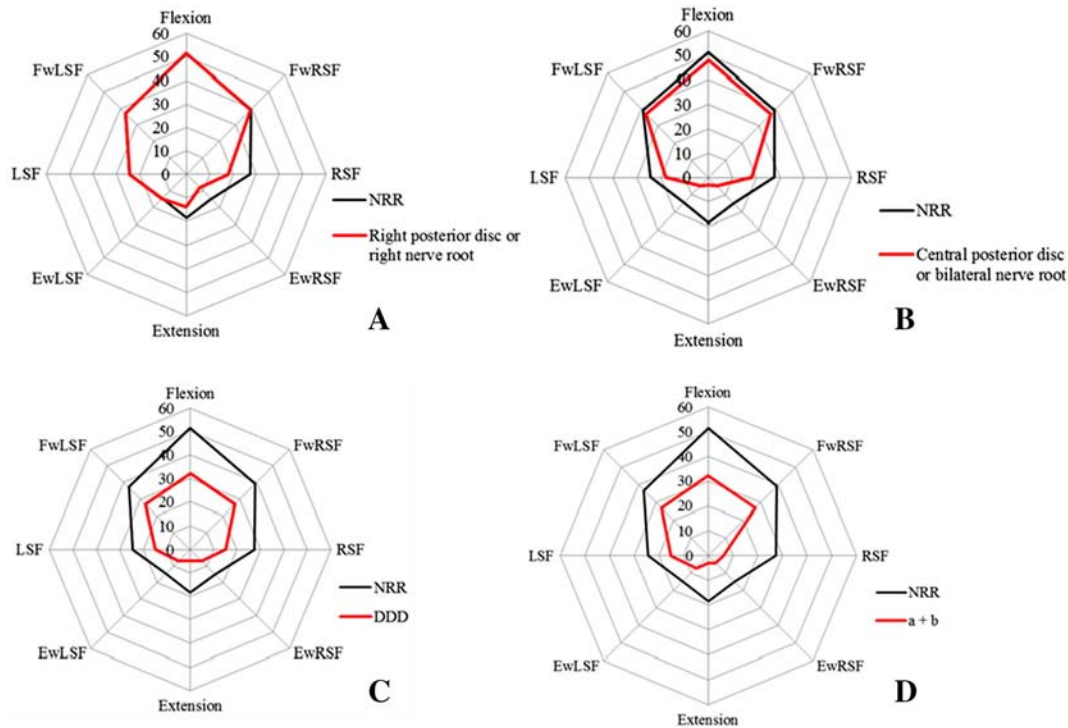 Flexion
60
50
40
30
20
10
0
FwLSF
FwRSF
LSF
RSF
EwLSF
EwRSF
Extension
NRR
Right posterior disc or
right nerve root
A
Flexion
60
50
40
30
20
10
0
FwLSF
FwRSF
LSF
RSF
EwLSF
EwRSF
Extension
NRR
Central posterior disc
or bilateral nerve root
B
Flexion
60
50
40
30
20
10
0
FwLSF
FwRSF
LSF
RSF
EwLSF
EwRSF
Extension
NRR
DDD
C
Flexion
60
50
40
30
20
10
0
FwLSF
FwRSF
LSF
RSF
EwLSF
EwRSF
Extension
NRR
a + b
D